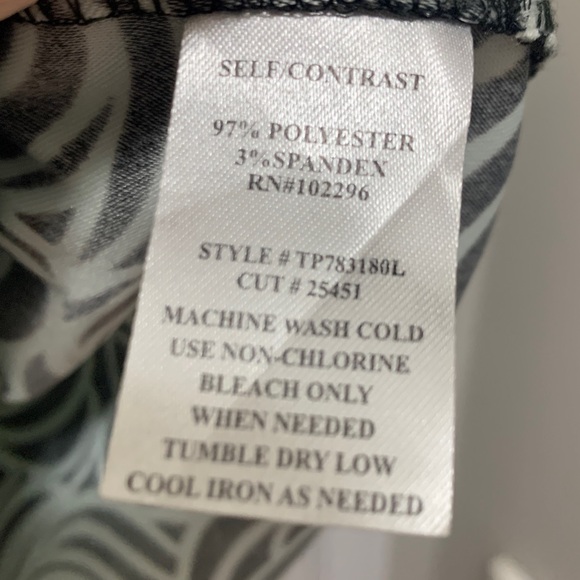 SELF/CONTRAST
97% POLYESTER
3%SPANDEX
RN#102296
STYLE # TP783180L
CUT # 25451
MACHINE WASH COLD
USE NON-CHLORINE
BLEACH ONLY
WHEN NEEDED
TUMBLE DRY LOW
COOL IRON AS NEEDED